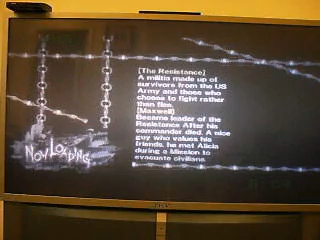 [The Resistance]
A militia made up of
survivors from the US
Army and those who
choose to fight rather
than flee.
[Maxwell]
Became leader of the
Resistance After his
commander died. A nice
guy who values his
friends, he met Alicia
during a Mission to
evacuate civilians.
Now Loading